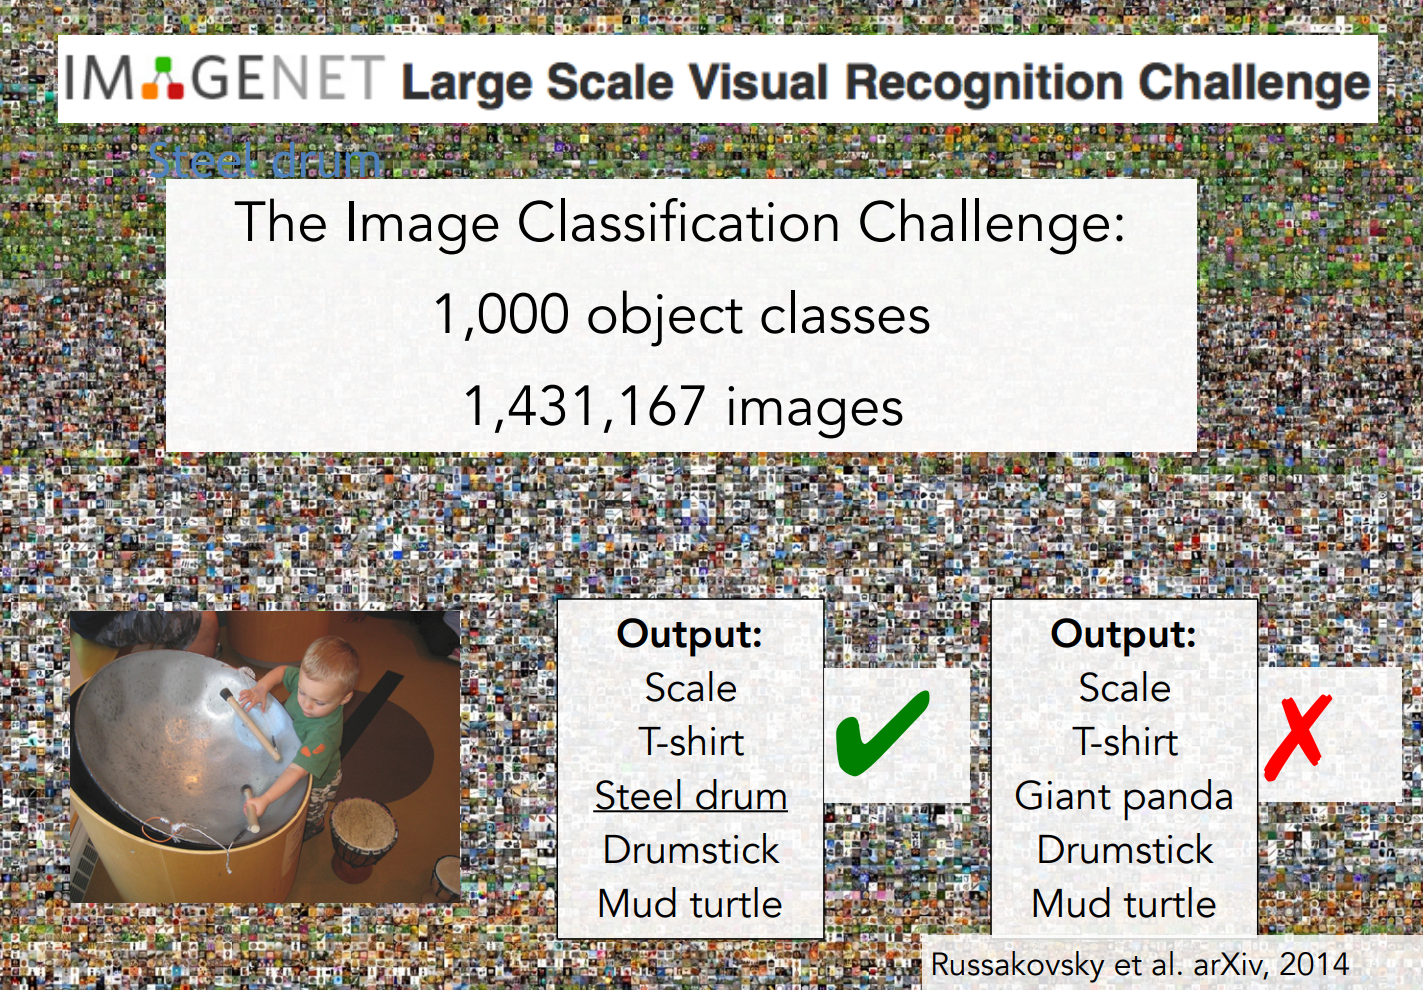 IMAGENET Large Scale Visual Recognition Challenge
Steel drum
The Image Classification Challenge:
1,000 object classes
1,431,167 images
Output:
Scale
T-shirt
Steel drum
Drumstick
Mud turtle
Output:
Scale
T-shirt
Giant panda
Drumstick
Mud turtle
Russakovsky et al. arXiv, 2014